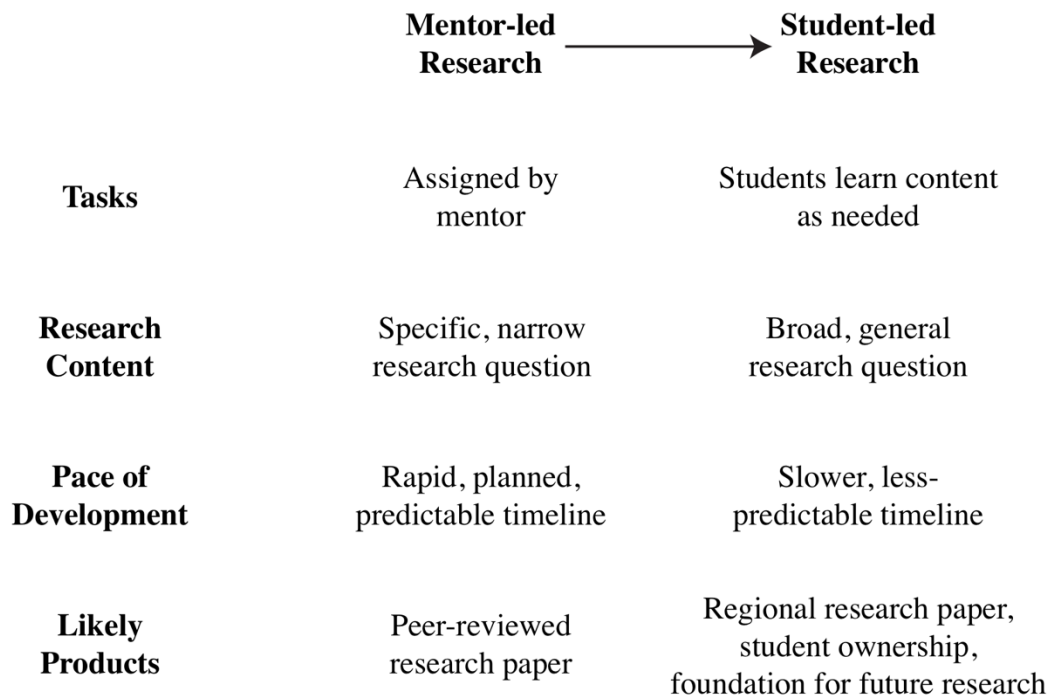 Mentor-led
Research
Student-led
Research
Tasks
Assigned by
mentor
Students learn content
as needed
Research
Content
Specific, narrow
research question
Broad, general
research question
Pace of
Development
Rapid, planned,
predictable timeline
Slower, less-
predictable timeline
Likely
Products
Peer-reviewed
research paper
Regional research paper,
student ownership,
foundation for future research